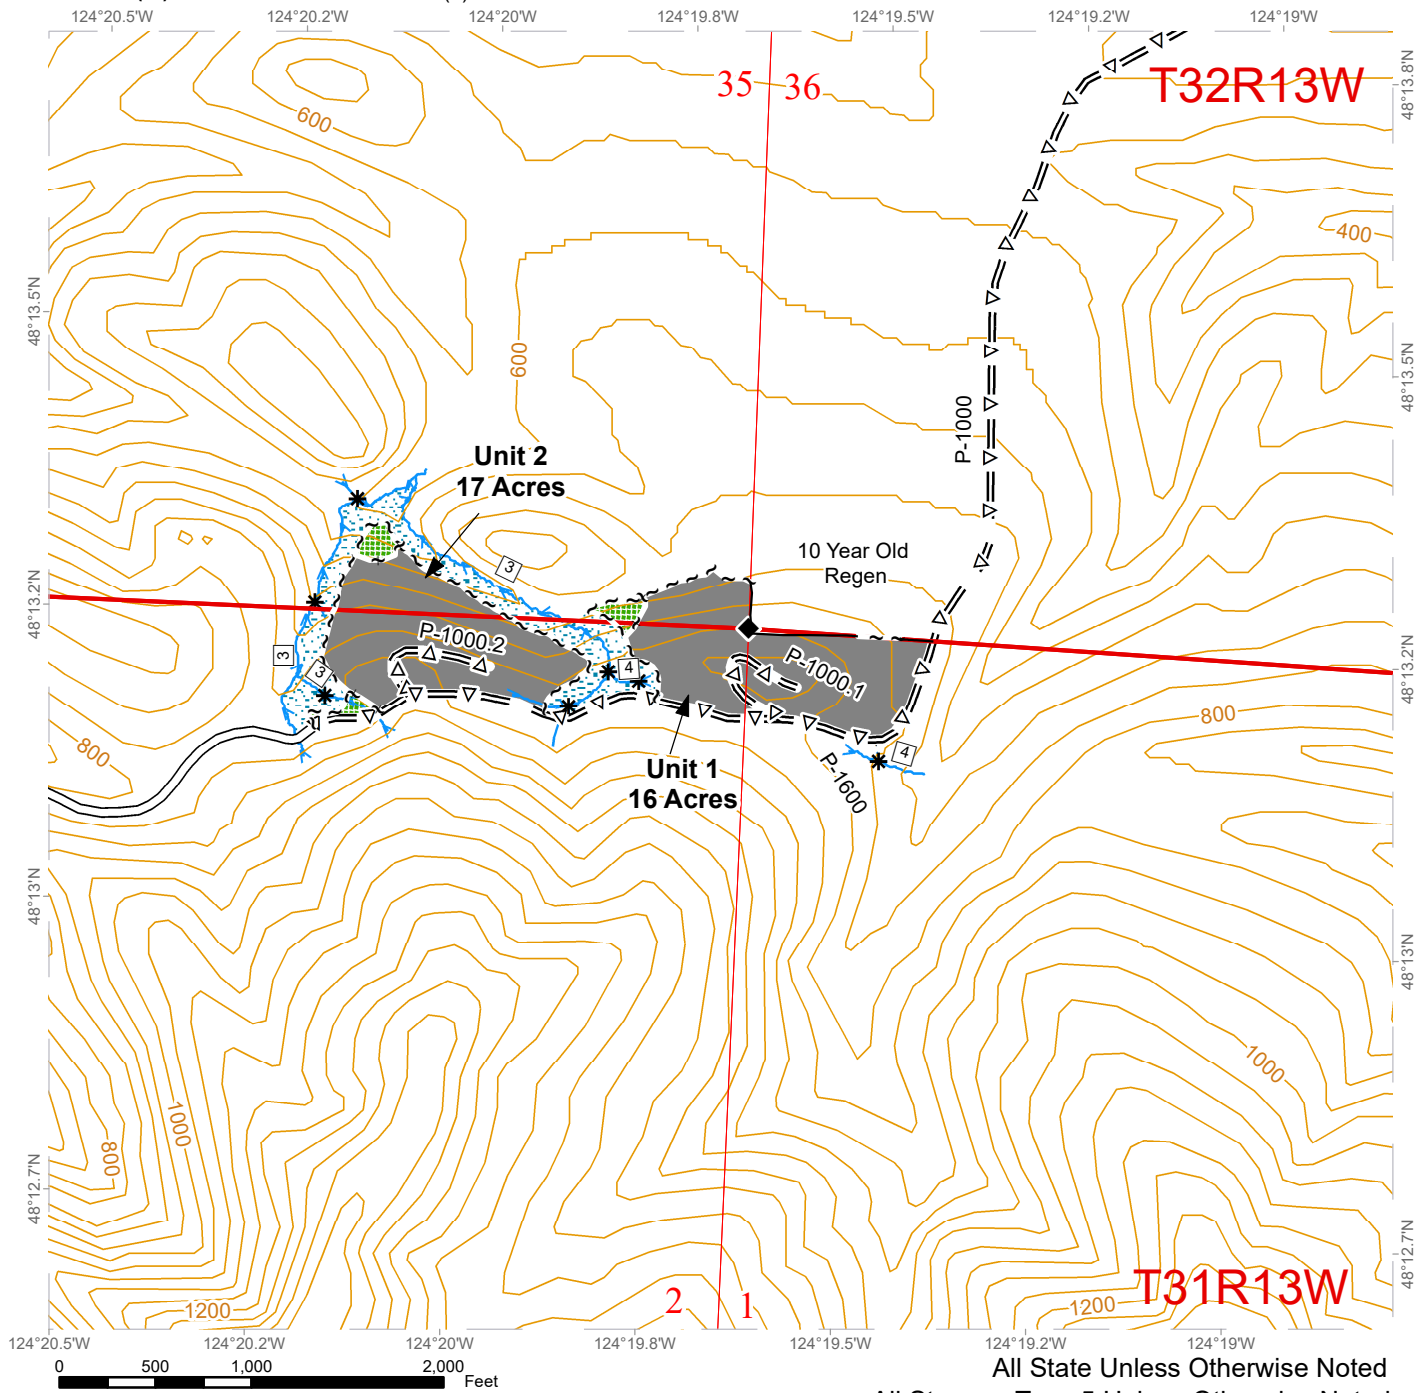 124°20.5'W 124°20.2'W 124°20'W 124°19.8'W 124°19.5'W 124°19.2'W 124°19'W
35 36
T32R13W
48°13.8'N
600
400
48°13.5'N
600
48°13.5'N
P-1000
Unit 2
17 Acres
10 Year Old
Regen
3
48°13.2'N
P-1000.2
3
3
4
P-1000.1
48°13.2'N
800
800
4
Unit 1
16 Acres
P-1600
48°13'N
48°13'N
1000
1000
800
48°12.7'N
48°12.7'N
T31R13W
2 1
1200
1200
124°20.5'W 124°20.2'W 124°20'W 124°19.8'W 124°19.5'W 124°19.2'W 124°19'W
0 500 1,000 2,000
Feet
All State Unless Otherwise Noted